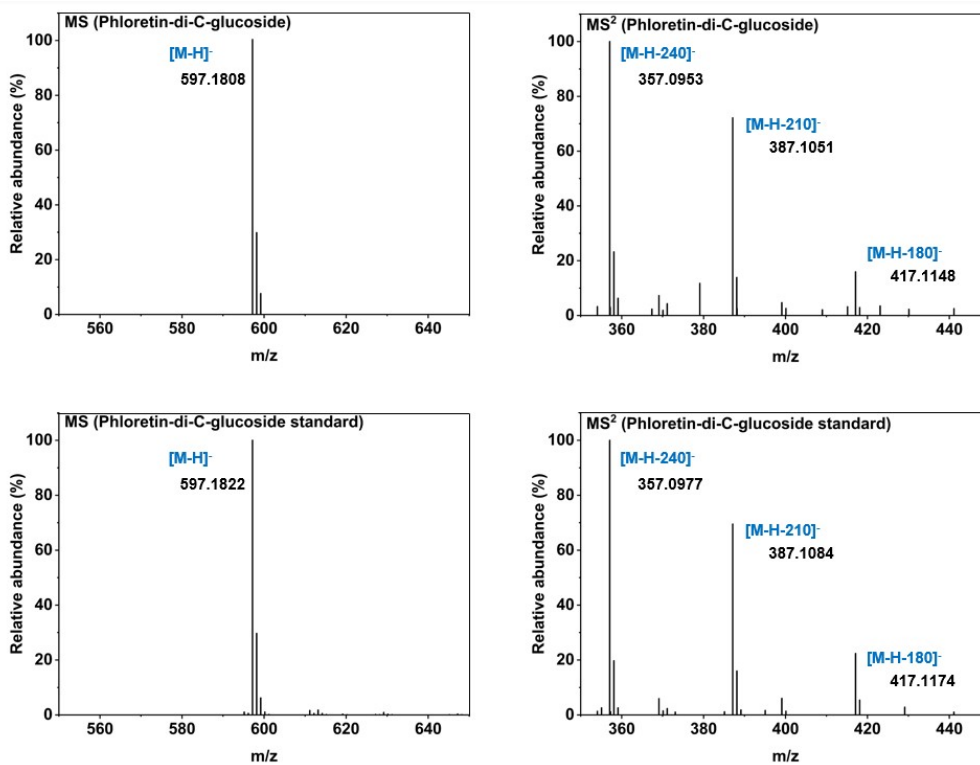 MS (Phloretin-di-C-glucoside)
[M-H]-
597.1808
Relative abundance (%)
100
80
60
40
20
0
560 580 600 620 640
m/z
MS2 (Phloretin-di-C-glucoside)
[M-H-240]-
357.0953
[M-H-210]-
387.1051
[M-H-180]-
417.1148
Relative abundance (%)
100
80
60
40
20
0
360 380 400 420 440
m/z
MS (Phloretin-di-C-glucoside standard)
[M-H]-
597.1822
Relative abundance (%)
100
80
60
40
20
0
560 580 600 620 640
m/z
MS2 (Phloretin-di-C-glucoside standard)
[M-H-240]-
357.0977
[M-H-210]-
387.1084
[M-H-180]-
417.1174
Relative abundance (%)
100
80
60
40
20
0
360 380 400 420 440
m/z